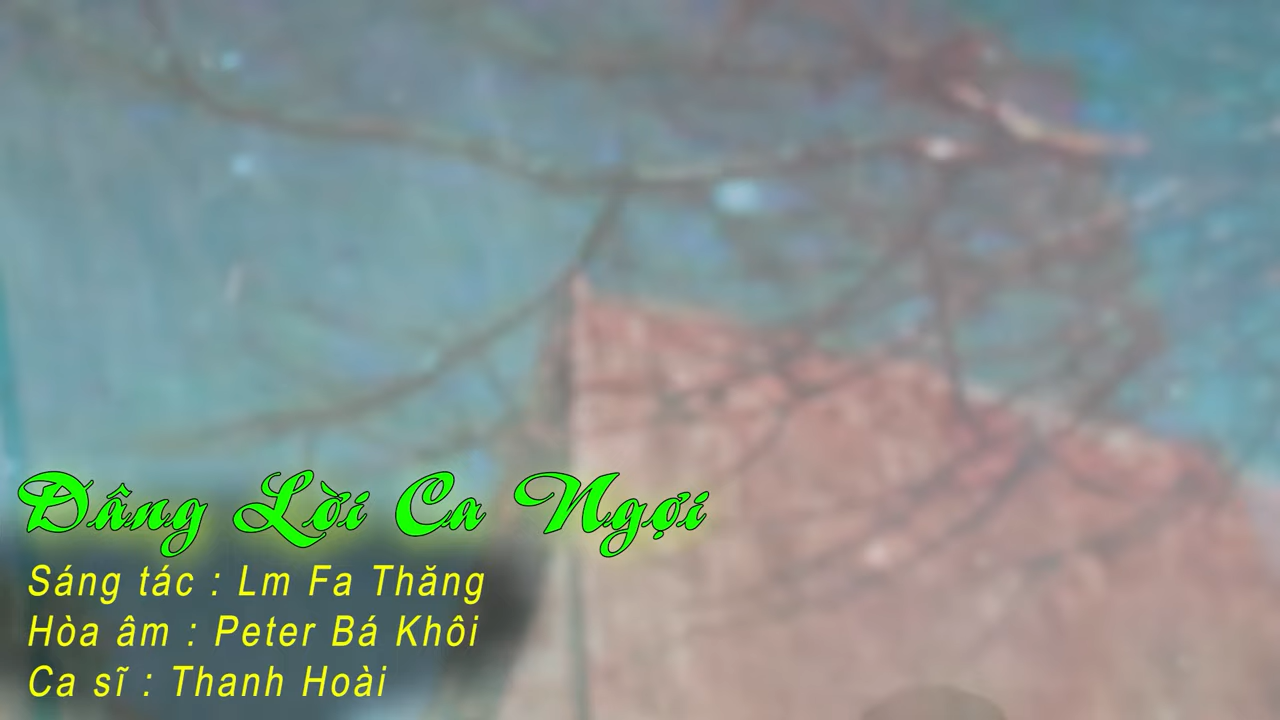 Dâng Lời Ca Ngợi
Sáng tác : Lm Fa Thăng
Hòa âm : Peter Bá Khôi
Ca sĩ : Thanh Hoài